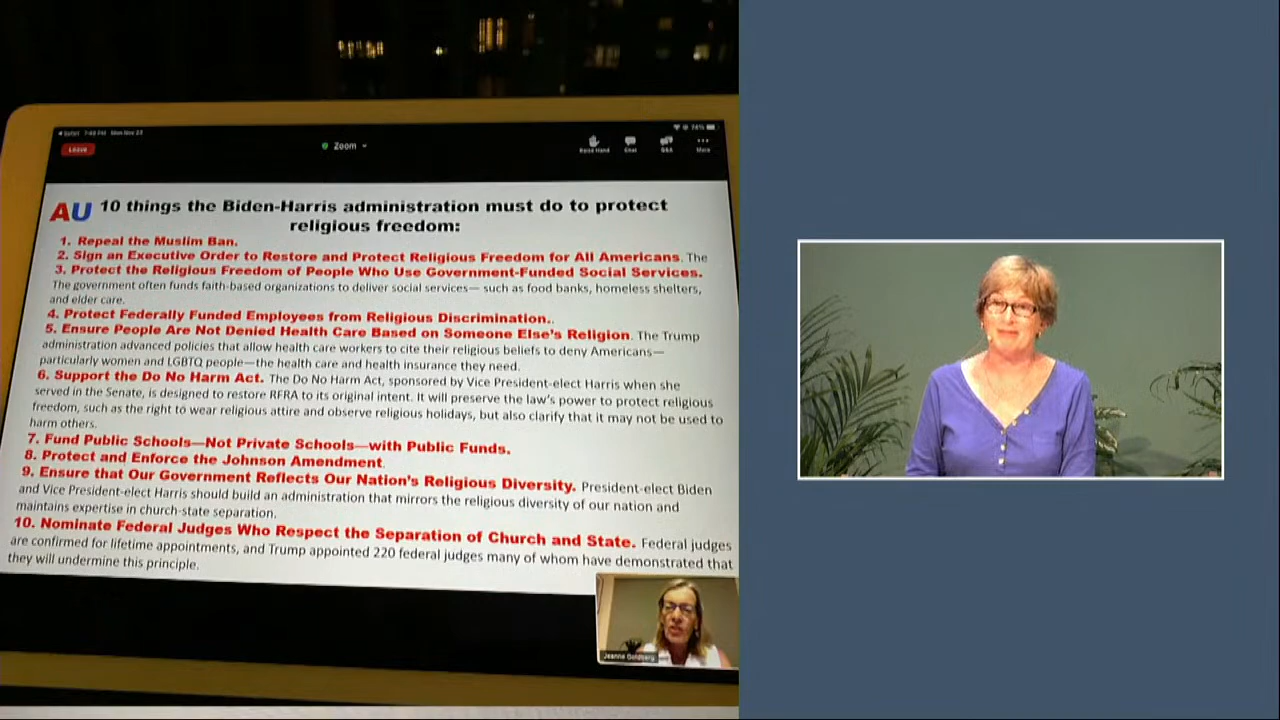 7:48 PM Mon Nov 23
74%
Leave
Zoom
Raise Hand Chat Q&A More
AU 10 things the Biden-Harris administration must do to protect
religious freedom:
1. Repeal the Muslim Ban.
2. Sign an Executive Order to Restore and Protect Religious Freedom for All Americans. The
3. Protect the Religious Freedom of People Who Use Government-Funded Social Services.
The government often funds faith-based organizations to deliver social services— such as food banks, homeless shelters,
and elder care.
4. Protect Federally Funded Employees from Religious Discrimination..
5. Ensure People Are Not Denied Health Care Based on Someone Else's Religion. The Trump
administration advanced policies that allow health care workers to cite their religious beliefs to deny Americans—
particularly women and LGBTQ people—the health care and health insurance they need.
6. Support the Do No Harm Act. The Do No Harm Act, sponsored by Vice President-elect Harris when she
served in the Senate, is designed to restore RFRA to its original intent. It will preserve the law's power to protect religious
freedom, such as the right to wear religious attire and observe religious holidays, but also clarify that it may not be used to
harm others.
7. Fund Public Schools—Not Private Schools—with Public Funds.
8. Protect and Enforce the Johnson Amendment.
9. Ensure that Our Government Reflects Our Nation's Religious Diversity. President-elect Biden
and Vice President-elect Harris should build an administration that mirrors the religious diversity of our nation and
maintains expertise in church-state separation.
10. Nominate Federal Judges Who Respect the Separation of Church and State. Federal judges
are confirmed for lifetime appointments, and Trump appointed 220 federal judges many of whom have demonstrated that
they will undermine this principle.
Jeanne Goldberg